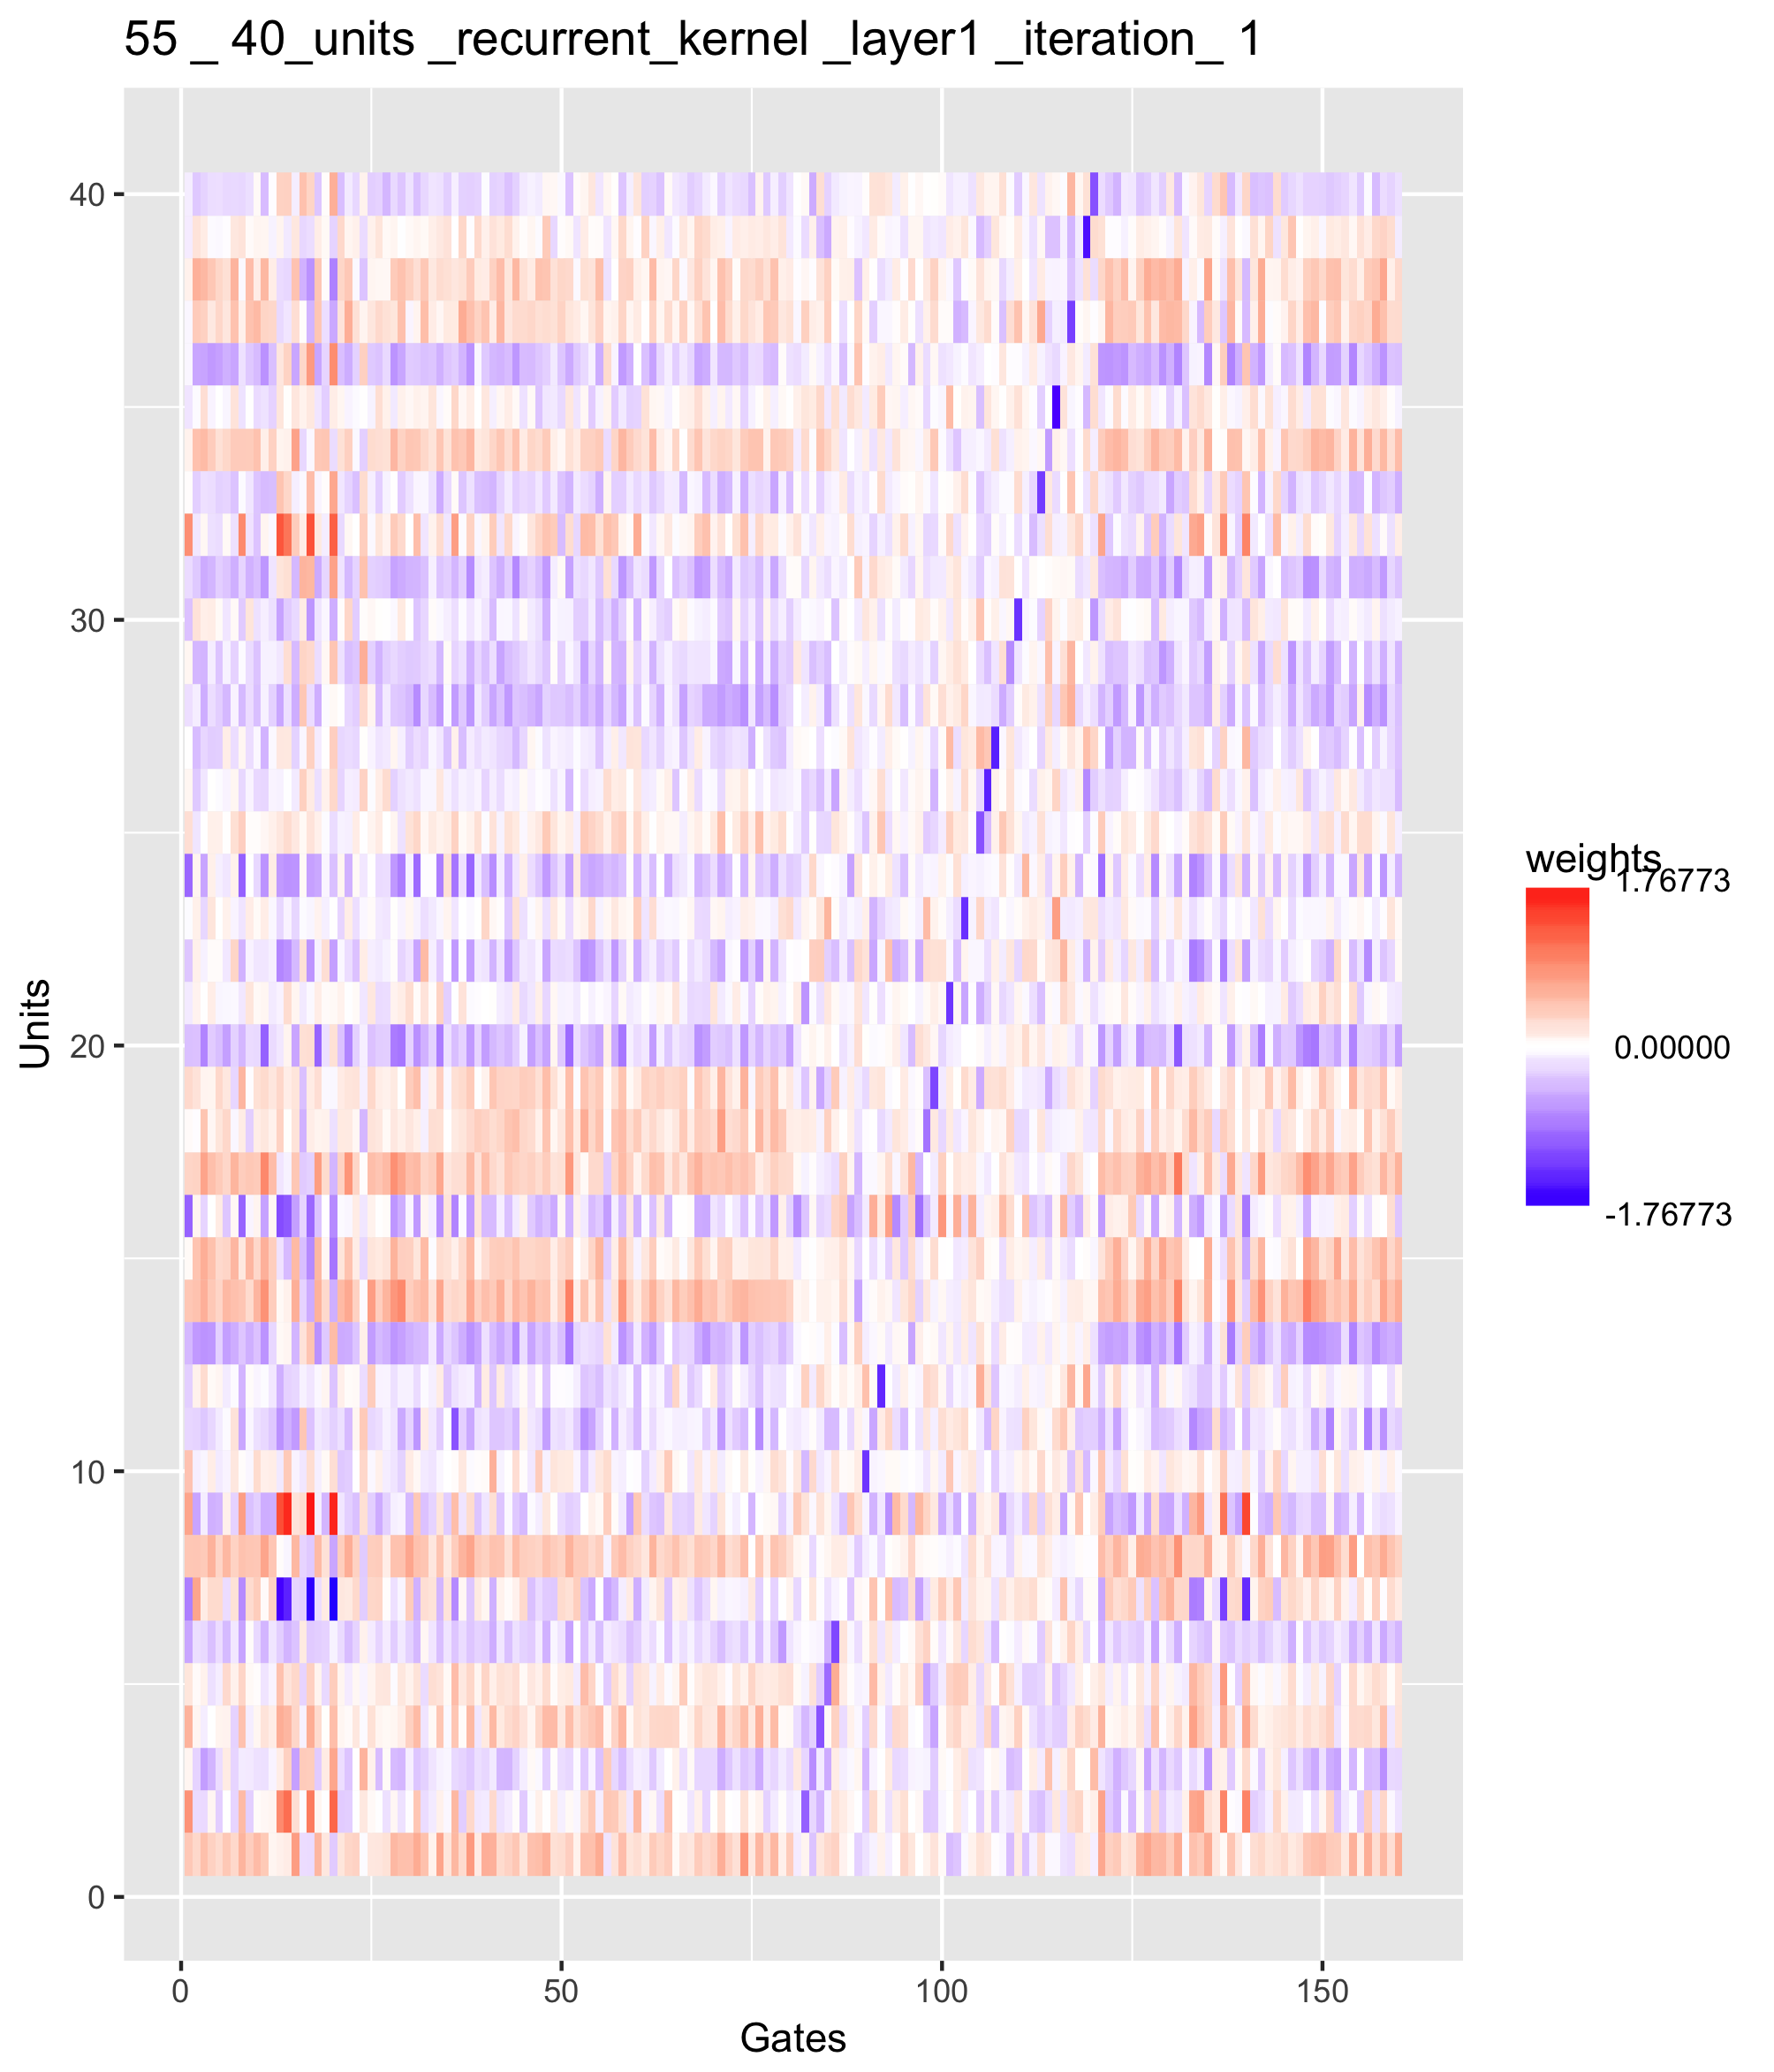 55 _ 40_units _recurrent_kernel _layer1 _iteration_ 1
40
30
20
10
0
0 50 100 150
Gates
Units
weights
1.76773
0.00000
-1.76773